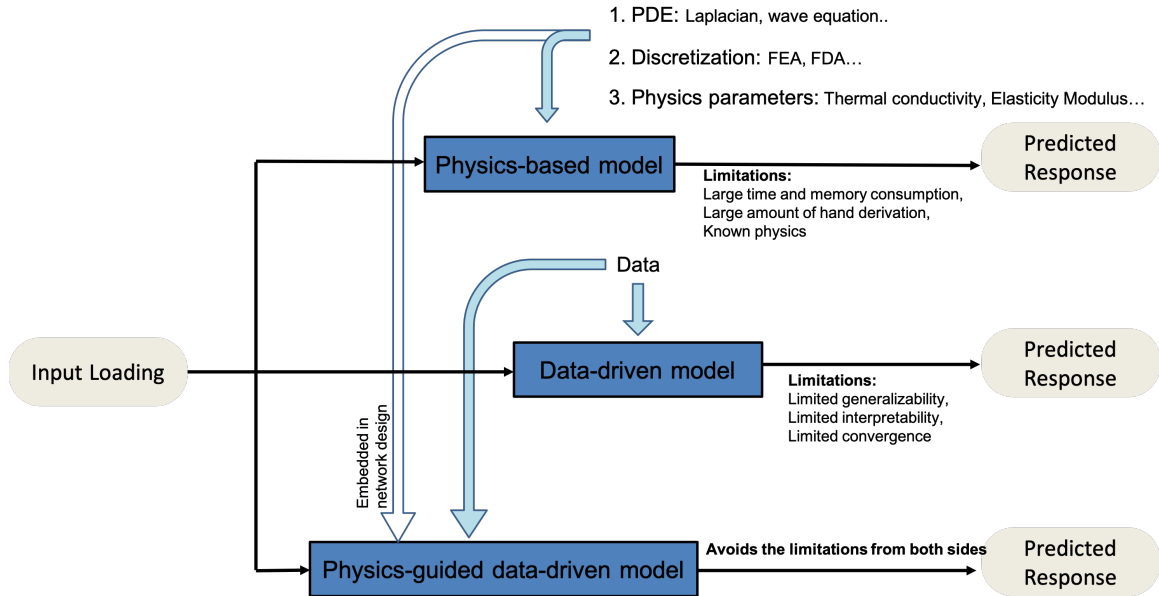 1. PDE: Laplacian, wave equation..
2. Discretization: FEA, FDA…
3. Physics parameters: Thermal conductivity, Elasticity Modulus…
Physics-based model
Limitations:
Large time and memory consumption,
Large amount of hand derivation,
Known physics
Predicted
Response
Data
Input Loading
Data-driven model
Limitations:
Limited generalizability,
Limited interpretability,
Limited convergence
Predicted
Response
Embedded in
network design
Physics-guided data-driven model
Avoids the limitations from both sides
Predicted
Response